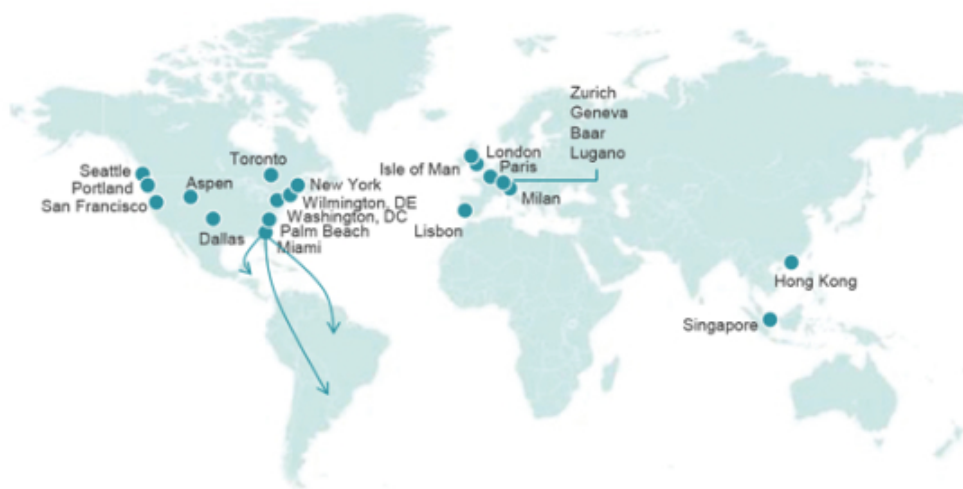 Zurich
Geneva
Baar
Lugano
London
Isle of Man
Paris
Milan
Lisbon
Seattle
Portland
San Francisco
Aspen
Dallas
Toronto
New York
Wilmington, DE
Washington, DC
Palm Beach
Miami
Hong Kong
Singapore